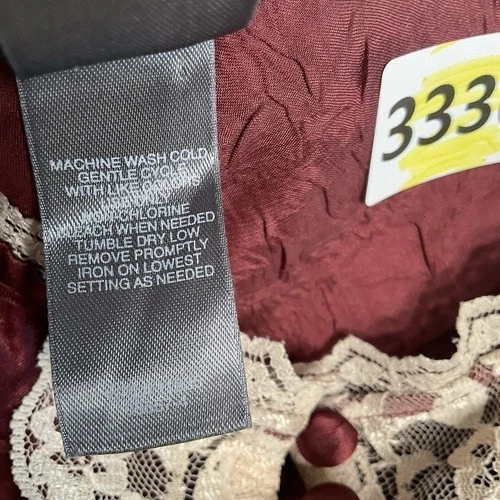 MACHINE WASH COLD
GENTLE CYCLE
WITH LIKE
NON-CHLORINE
BLEACH WHEN NEEDED
TUMBLE DRY LOW
REMOVE PROMPTLY
IRON ON LOWEST
SETTING AS NEEDED
333